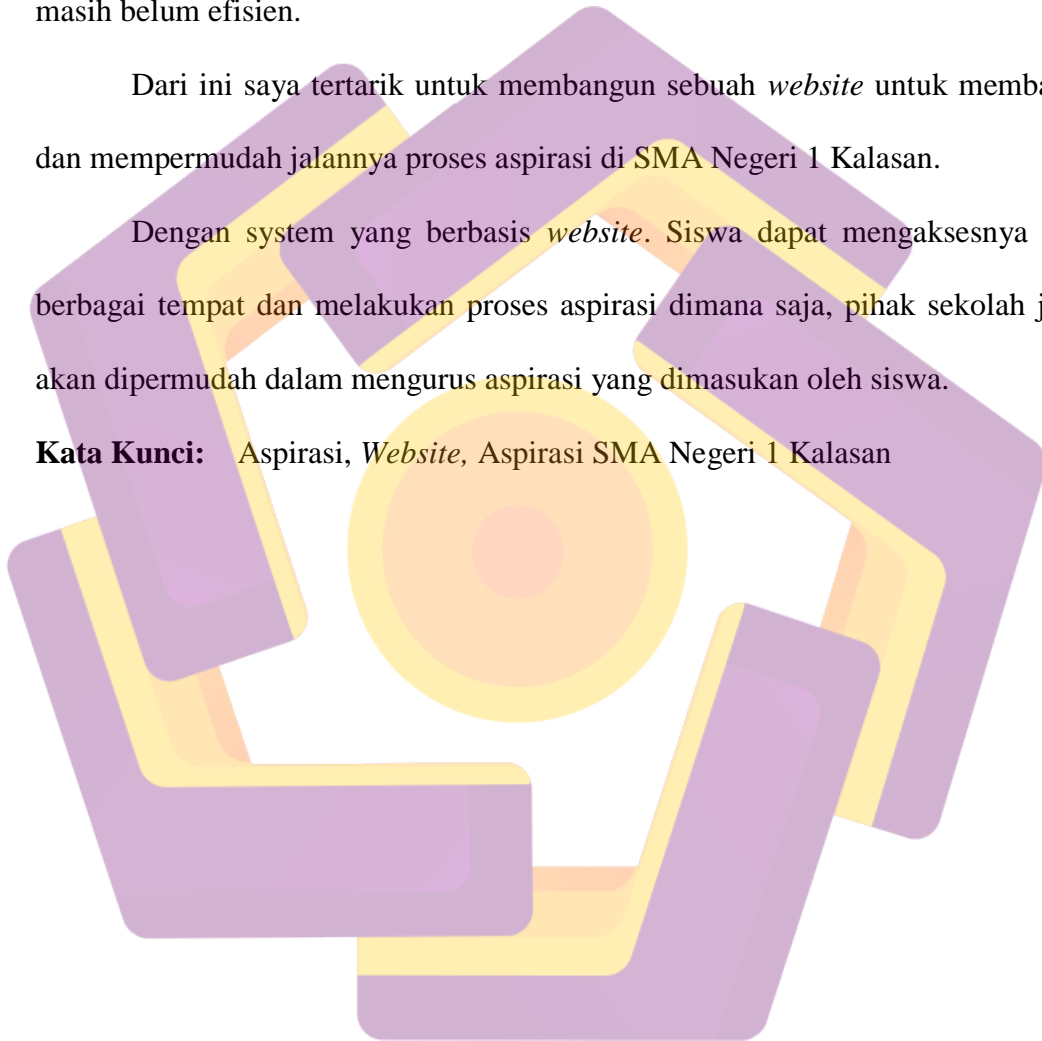 masih belum efisien.
Dari ini saya tertarik untuk membangun sebuah website untuk memba
dan mempermudah jalannya proses aspirasi di SMA Negeri 1 Kalasan.
Dengan system yang berbasis website. Siswa dapat mengaksesnya
berbagai tempat dan melakukan proses aspirasi dimana saja, pihak sekolah j
akan dipermudah dalam mengurus aspirasi yang dimasukan oleh siswa.
Kata Kunci: Aspirasi, Website, Aspirasi SMA Negeri 1 Kalasan